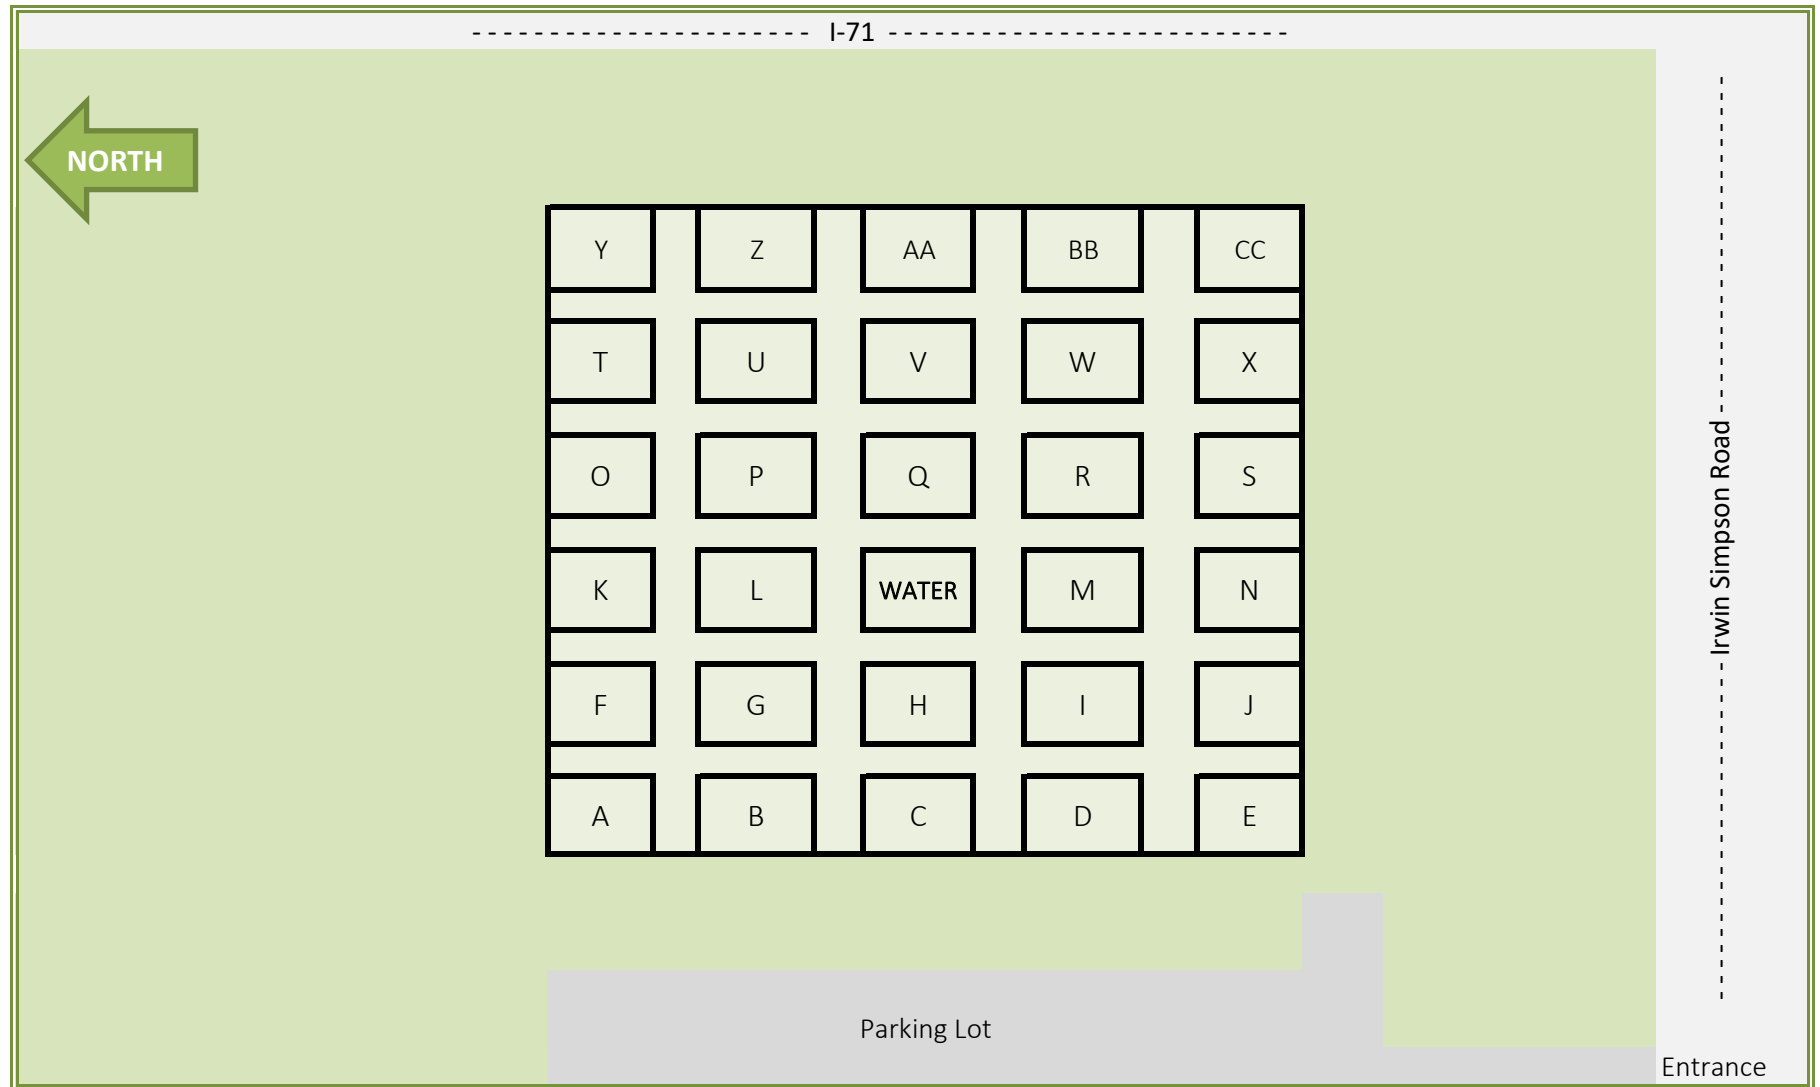 I-71
NORTH
Y Z AA BB CC
T U V W X
O P Q R S
K L WATER M N
F G H I J
A B C D E
Irwin Simpson Road
Parking Lot
Entrance